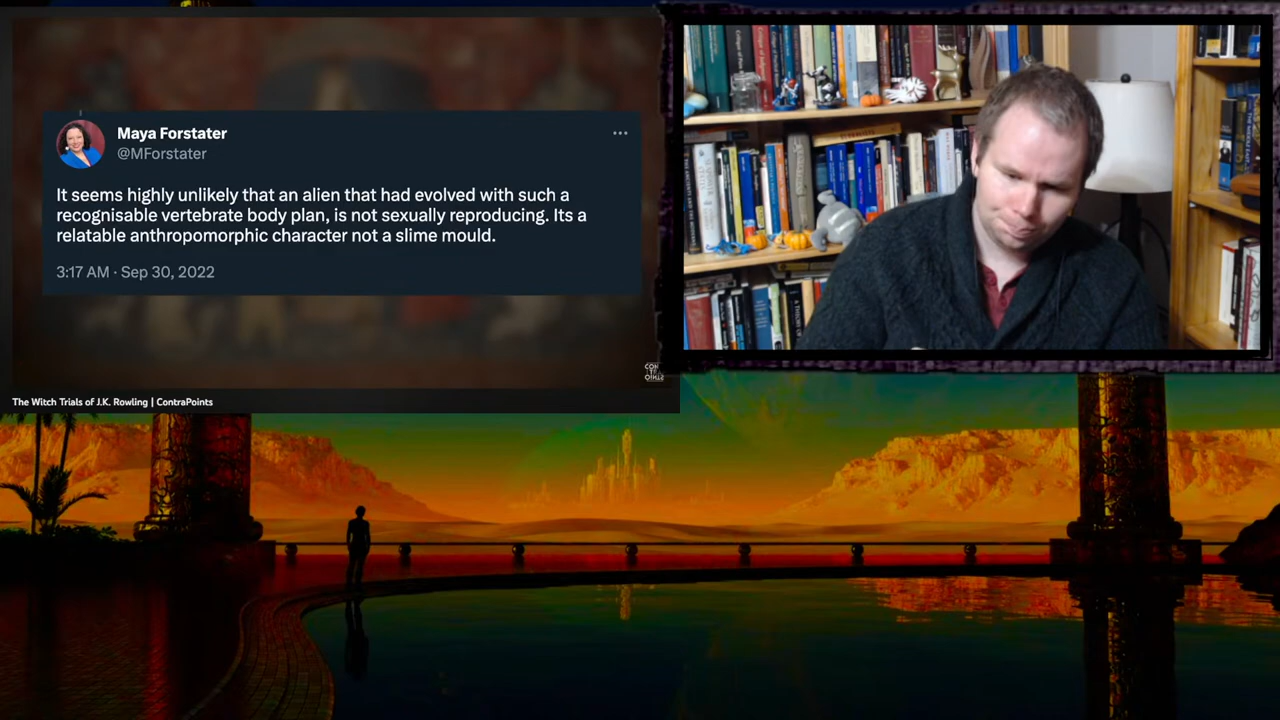 Maya Forstater
@MForstater
It seems highly unlikely that an alien that had evolved with such a
recognisable vertebrate body plan, is not sexually reproducing. Its a
relatable anthropomorphic character not a slime mould.
3:17 AM · Sep 30, 2022
The Witch Trials of J.K. Rowling | ContraPoints